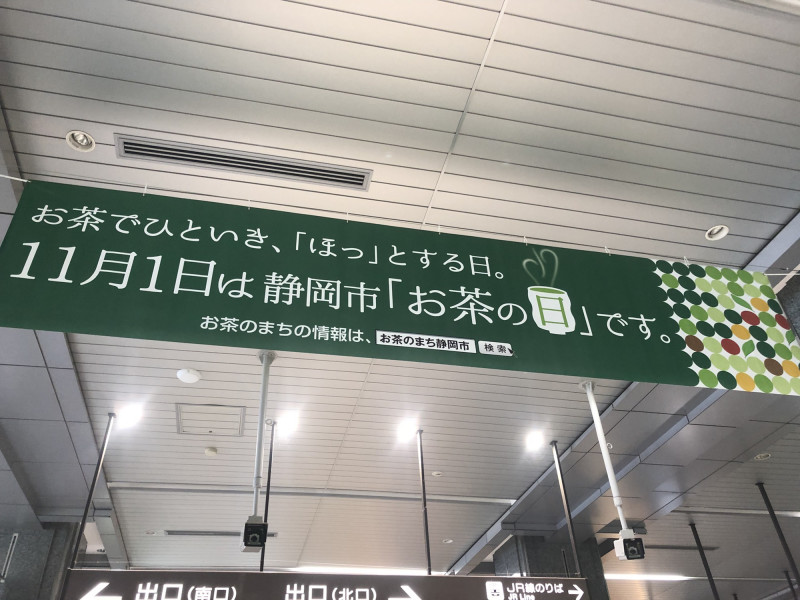 お茶でひといき、「ほっ」とする日。
11月1日は 静岡市「お茶の日」です。
お茶のまちの情報は、 お茶のまち静岡市 検索
← 出口(南口) 出口(北口) → JR線のりば →
JR Line